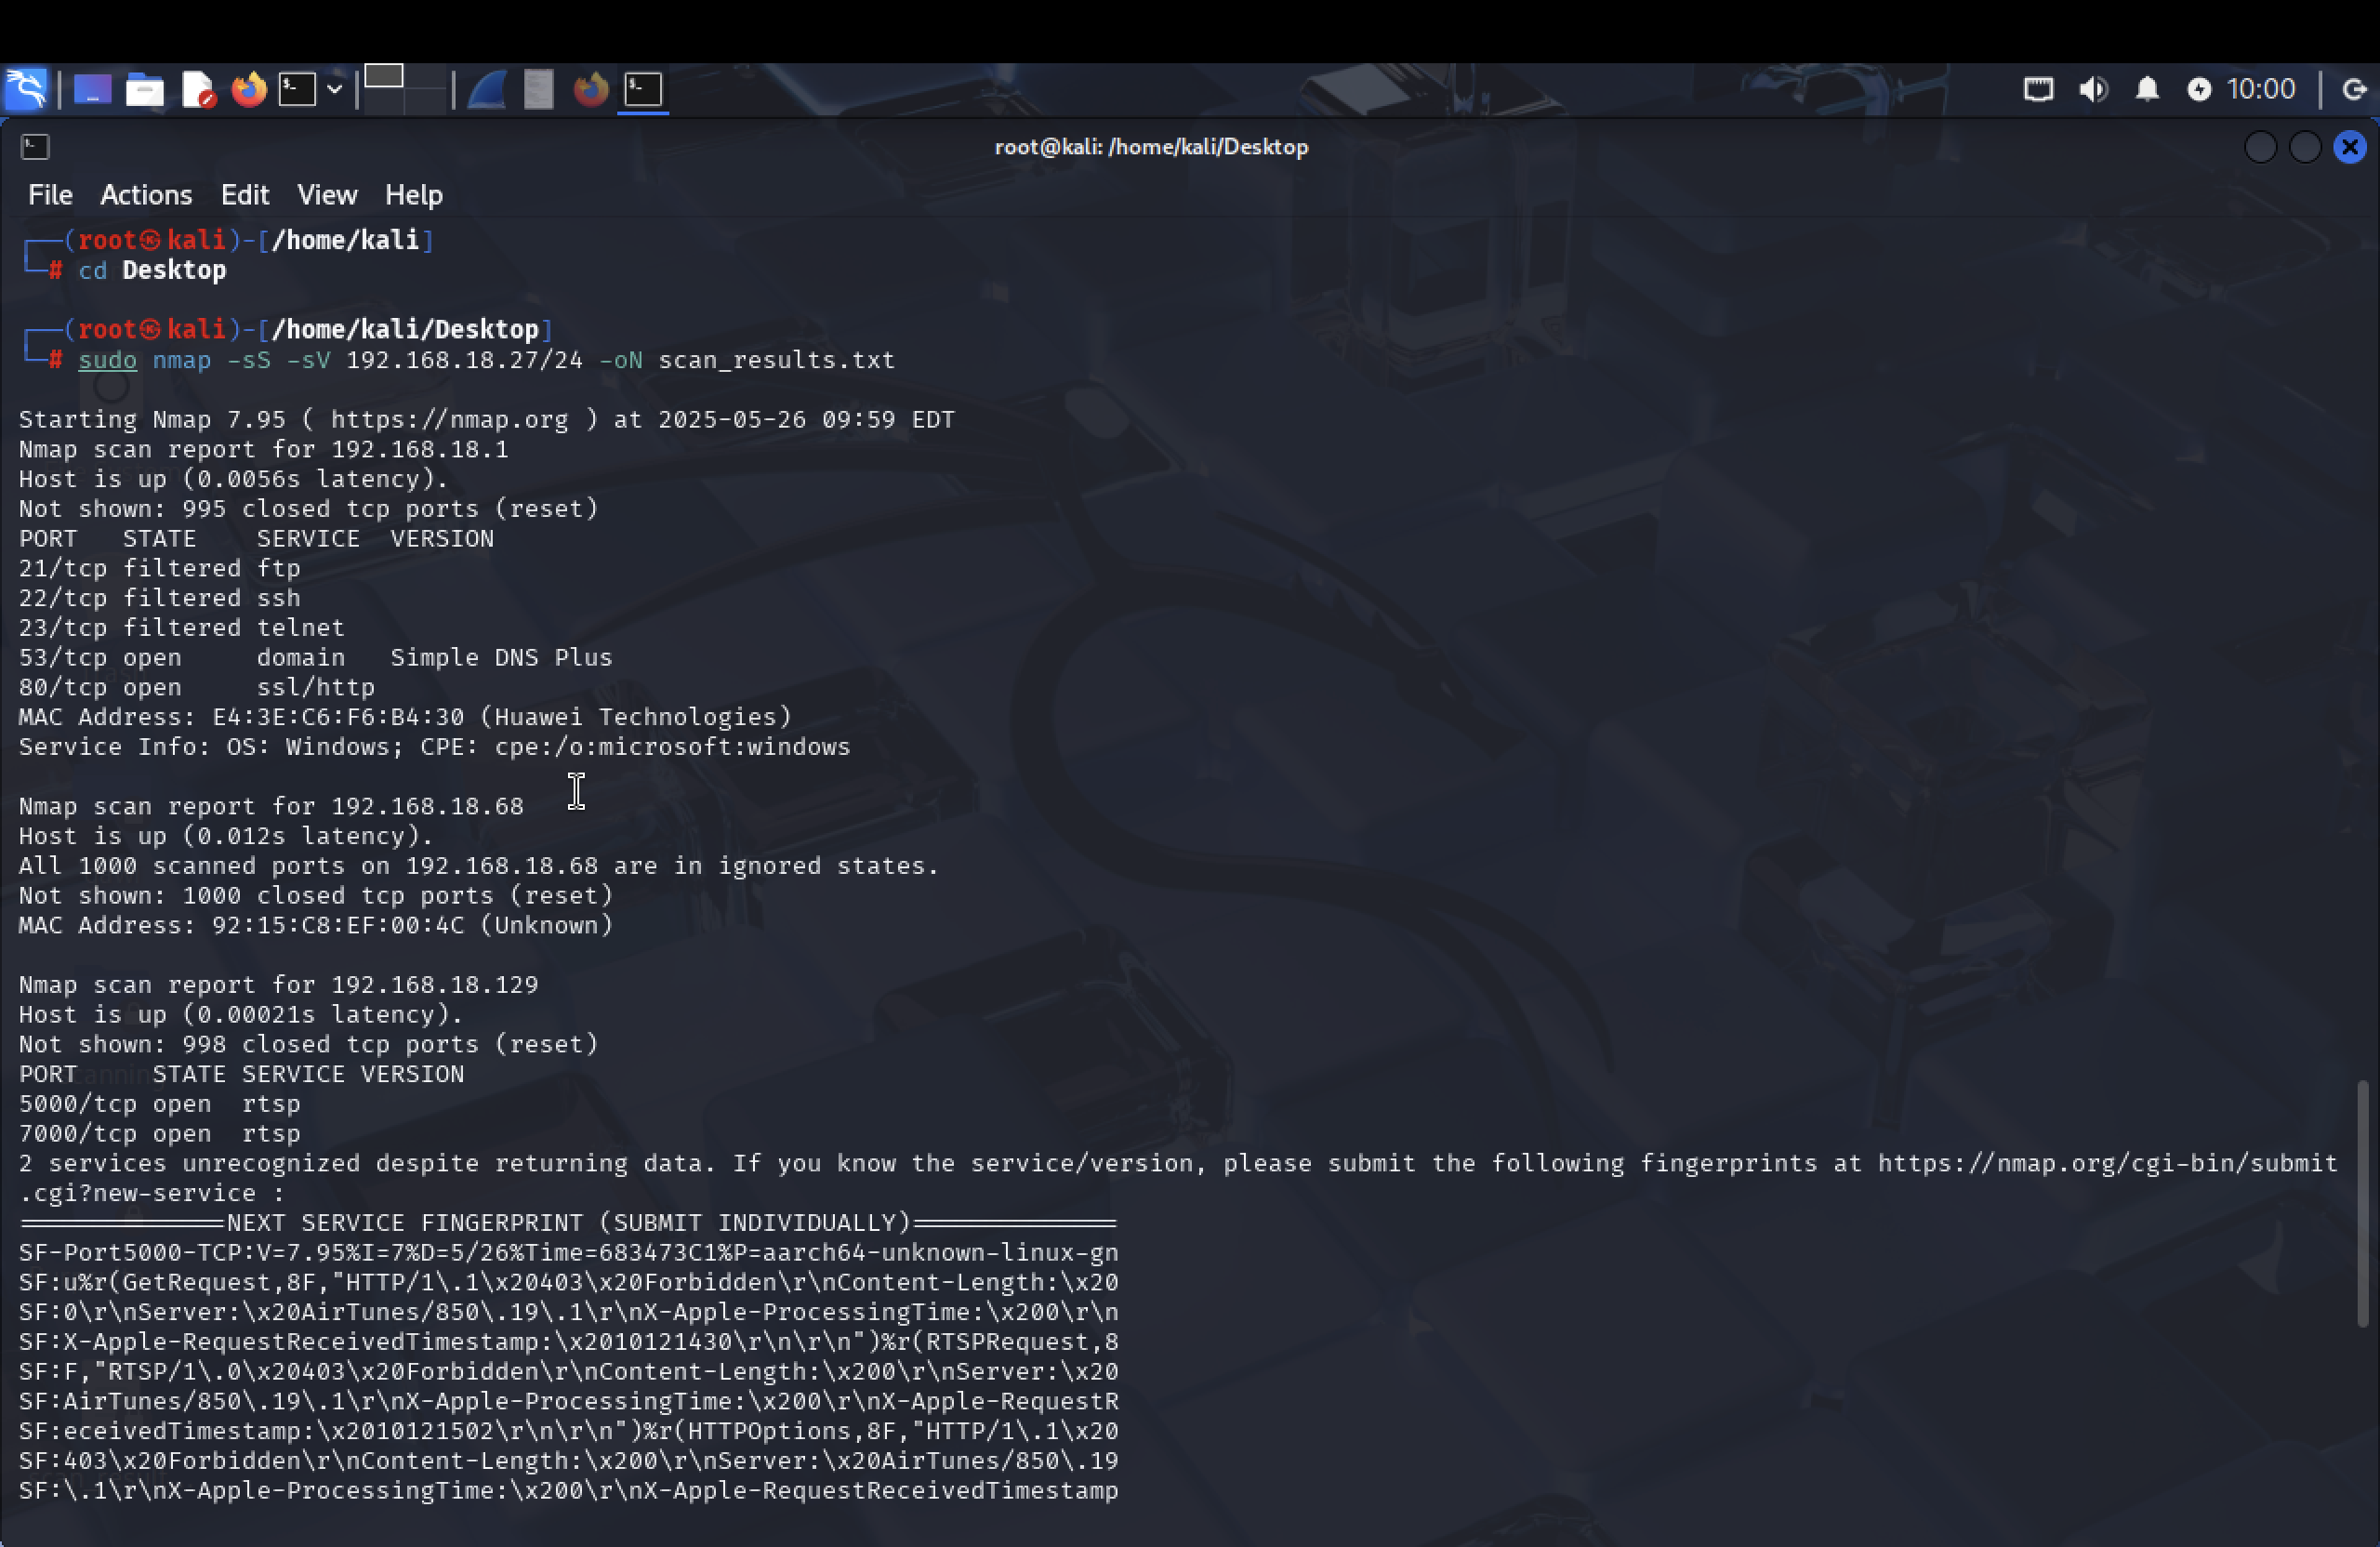 10:00
root@kali: /home/kali/Desktop
File Actions Edit View Help
┌──(root㉿kali)-[/home/kali]
└─# cd Desktop
┌──(root㉿kali)-[/home/kali/Desktop]
└─# sudo nmap -sS -sV 192.168.18.27/24 -oN scan_results.txt
Starting Nmap 7.95 ( https://nmap.org ) at 2025-05-26 09:59 EDT
Nmap scan report for 192.168.18.1
Host is up (0.0056s latency).
Not shown: 995 closed tcp ports (reset)
PORT   STATE    SERVICE  VERSION
21/tcp filtered ftp
22/tcp filtered ssh
23/tcp filtered telnet
53/tcp open     domain   Simple DNS Plus
80/tcp open     ssl/http
MAC Address: E4:3E:C6:F6:B4:30 (Huawei Technologies)
Service Info: OS: Windows; CPE: cpe:/o:microsoft:windows
Nmap scan report for 192.168.18.68
Host is up (0.012s latency).
All 1000 scanned ports on 192.168.18.68 are in ignored states.
Not shown: 1000 closed tcp ports (reset)
MAC Address: 92:15:C8:EF:00:4C (Unknown)
Nmap scan report for 192.168.18.129
Host is up (0.00021s latency).
Not shown: 998 closed tcp ports (reset)
PORT     STATE SERVICE VERSION
5000/tcp open  rtsp
7000/tcp open  rtsp
2 services unrecognized despite returning data. If you know the service/version, please submit the following fingerprints at https://nmap.org/cgi-bin/submit
.cgi?new-service :
==============NEXT SERVICE FINGERPRINT (SUBMIT INDIVIDUALLY)==============
SF-Port5000-TCP:V=7.95%I=7%D=5/26%Time=683473C1%P=aarch64-unknown-linux-gn
SF:u%r(GetRequest,8F,"HTTP/1\.1\x20403\x20Forbidden\r\nContent-Length:\x20
SF:0\r\nServer:\x20AirTunes/850\.19\.1\r\nX-Apple-ProcessingTime:\x200\r\n
SF:X-Apple-RequestReceivedTimestamp:\x2010121430\r\n\r\n")%r(RTSPRequest,8
SF:F,"RTSP/1\.0\x20403\x20Forbidden\r\nContent-Length:\x200\r\nServer:\x20
SF:AirTunes/850\.19\.1\r\nX-Apple-ProcessingTime:\x200\r\nX-Apple-RequestR
SF:eceivedTimestamp:\x2010121502\r\n\r\n")%r(HTTPOptions,8F,"HTTP/1\.1\x20
SF:403\x20Forbidden\r\nContent-Length:\x200\r\nServer:\x20AirTunes/850\.19
SF:\.1\r\nX-Apple-ProcessingTime:\x200\r\nX-Apple-RequestReceivedTimestamp